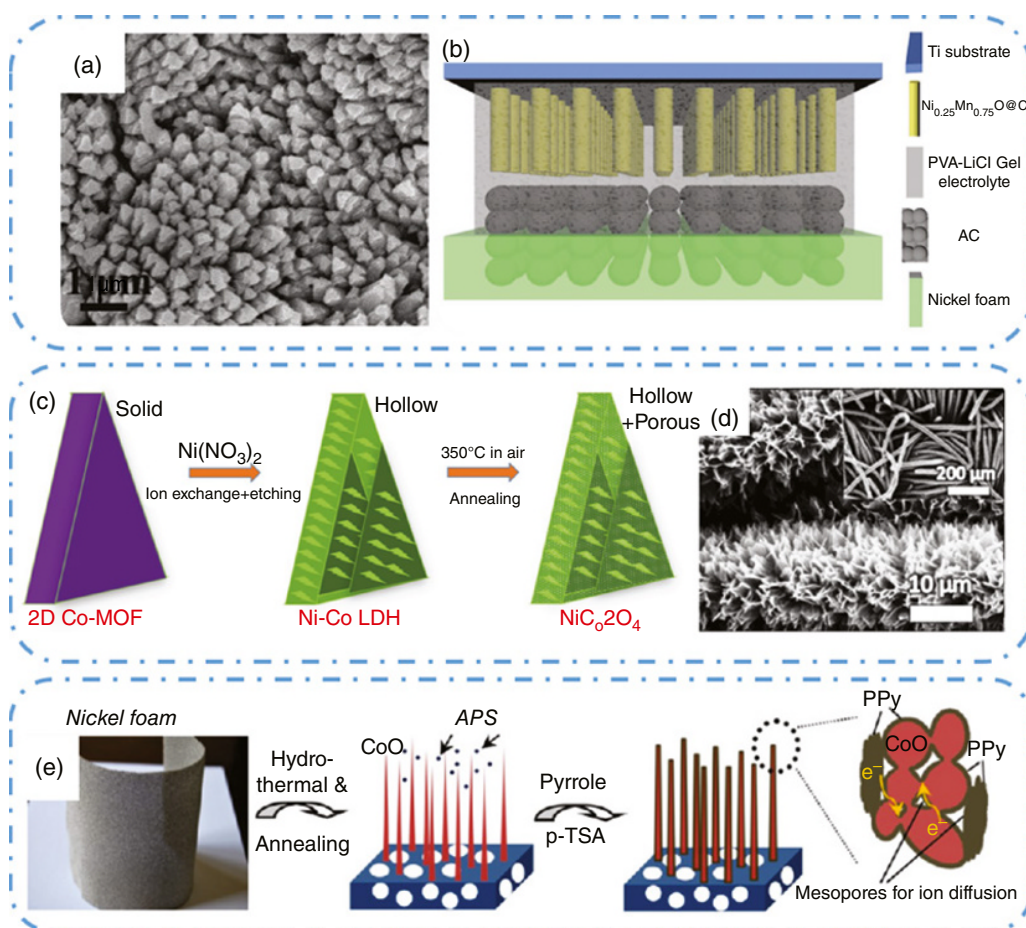 (a)
1 μm
(b)
Ti substrate
Ni₀.₂₅Mn₀.₇₅O@C
PVA-LiCl Gel
electrolyte
AC
Nickel foam
(c)
Solid
Ni(NO₃)₂
Ion exchange+etching
Hollow
350°C in air
Annealing
Hollow
+Porous
2D Co-MOF
Ni-Co LDH
NiCₒ2O₄
(d)
200 μm
10 μm
(e)
Nickel foam
Hydro-
thermal &
Annealing
CoO
APS
Pyrrole
p-TSA
PPy
CoO
PPy
e⁻
e⁻
Mesopores for ion diffusion